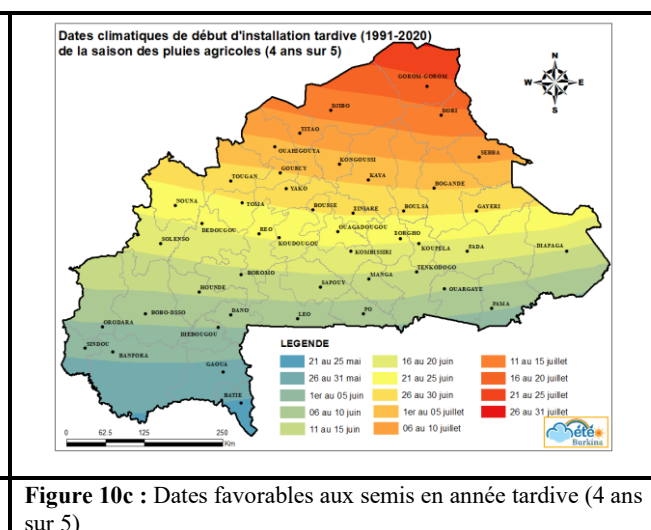 Dates climatiques de début d'installation tardive (1991-2020)
de la saison des pluies agricoles (4 ans sur 5)
N
W
E
S
GOROM-GOROM
DJIBO
DORI
TITAO
OUAHIGOUYA
SEBBA
KONGOUSSI
GOURCY
TOUGAN
KAYA
YAKO
BOGANDE
NOUNA
TOMA
BOUSSE
ZINIARE
BOULSA
GAYERI
DEDOUGOU
REO
OUAGADOUGOU
SOLENSO
KOUDOUGOU
ZORGHO
KOUPELA
FADA
DIAPAGA
KOMBISSIRI
BOROMO
TENKODOGO
MANGA
HOUNDE
SAPOUY
OUARGAYE
PAMA
BOBO-DSSO
DANO
LEO
PO
ORODARA
DIEBOUGOU
SINDOU
BANFORA
GAOUA
BATIE
LEGENDE
21 au 25 mai
16 au 20 juin
11 au 15 juillet
26 au 31 mai
21 au 25 juin
16 au 20 juillet
1er au 05 juin
26 au 30 juin
21 au 25 juillet
06 au 10 juin
1er au 05 juillet
26 au 31 juillet
11 au 15 juin
06 au 10 juillet
0 62.5 125 250
Km
Météo
Burkina
Figure 10c : Dates favorables aux semis en année tardive (4 ans
sur 5)